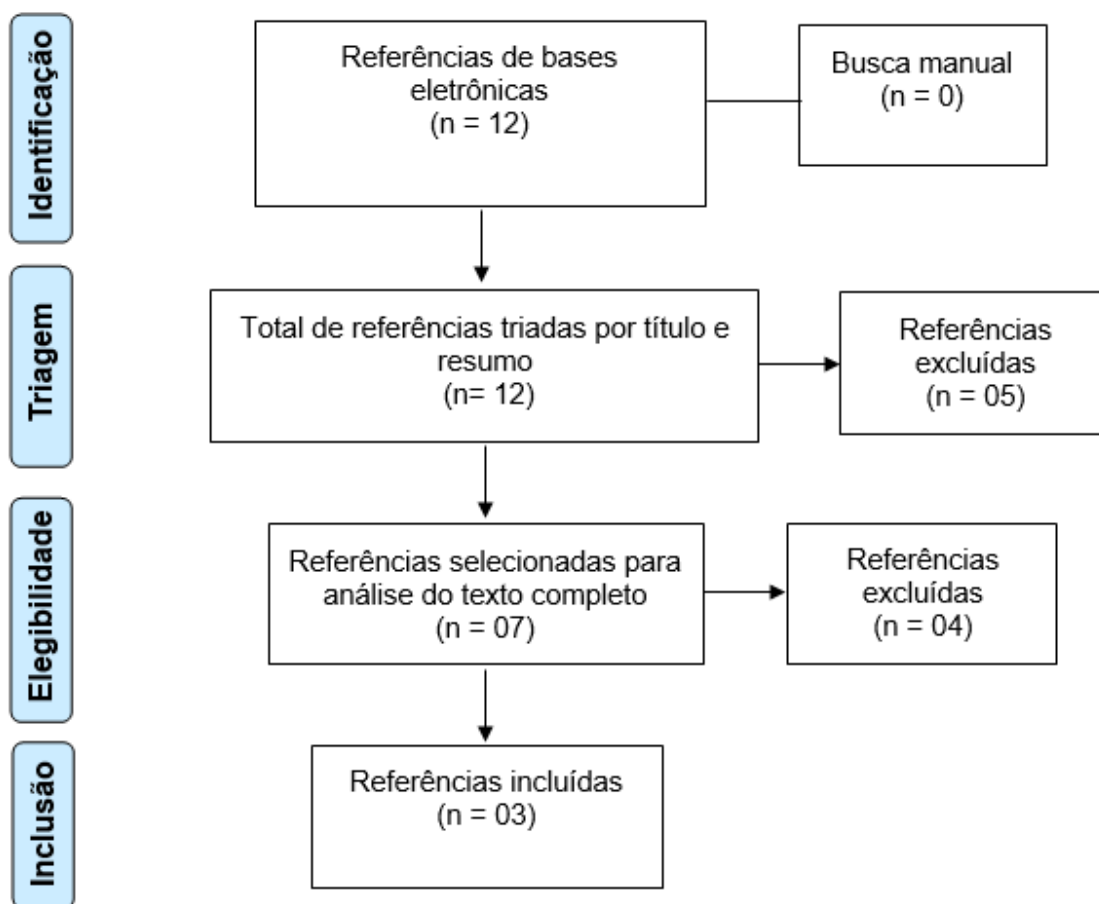 Identificação
Referências de bases
eletrônicas
(n = 12)
Busca manual
(n = 0)
Triagem
Total de referências triadas por título e
resumo
(n= 12)
Referências
excluídas
(n = 05)
Elegibilidade
Referências selecionadas para
análise do texto completo
(n = 07)
Referências
excluídas
(n = 04)
Inclusão
Referências incluídas
(n = 03)